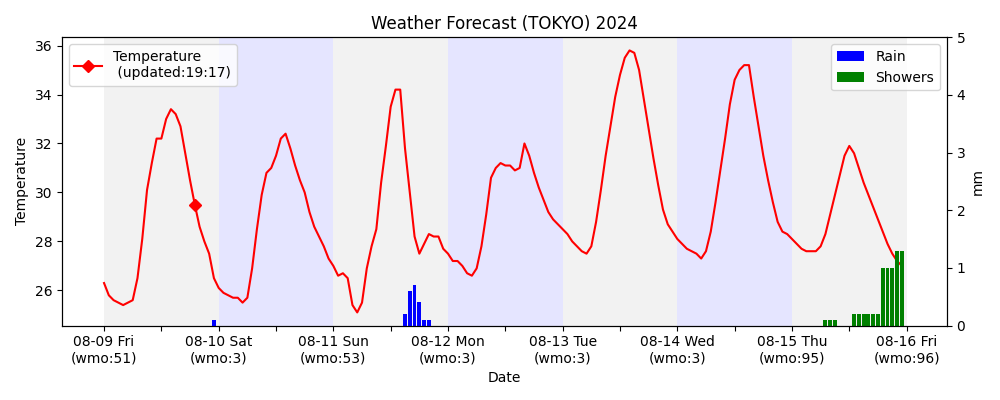 Weather Forecast (TOKYO) 2024
Temperature
(updated:19:17)
Rain
Showers
36
34
32
30
28
26
Temperature
5
4
3
2
1
0
mm
08-09 Fri
(wmo:51)
08-10 Sat
(wmo:3)
08-11 Sun
(wmo:53)
08-12 Mon
(wmo:3)
08-13 Tue
(wmo:3)
08-14 Wed
(wmo:3)
08-15 Thu
(wmo:95)
08-16 Fri
(wmo:96)
Date